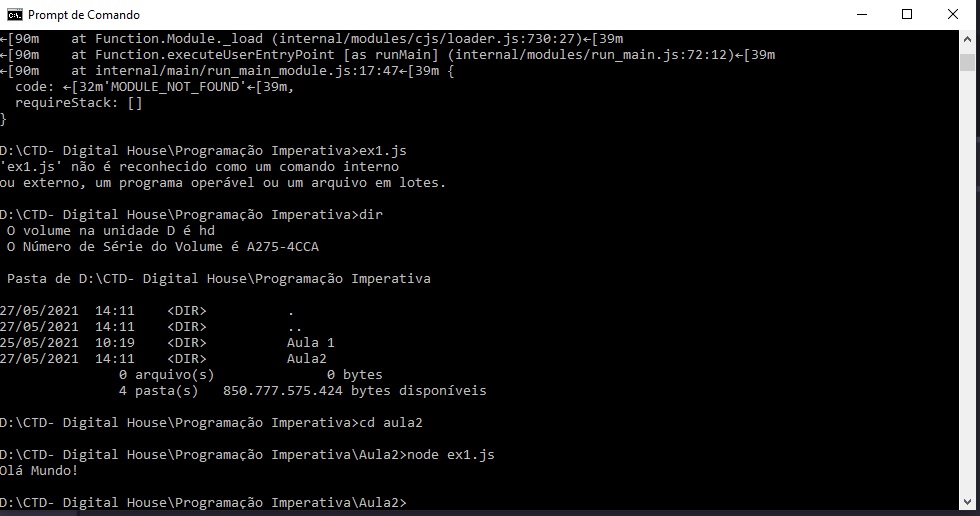 Prompt de Comando
←[90m    at Function.Module._load (internal/modules/cjs/loader.js:730:27)←[39m
←[90m    at Function.executeUserEntryPoint [as runMain] (internal/modules/run_main.js:72:12)←[39m
←[90m    at internal/main/run_main_module.js:17:47←[39m {
  code: ←[32m'MODULE_NOT_FOUND'←[39m,
  requireStack: []
}
D:\CTD- Digital House\Programação Imperativa>ex1.js
'ex1.js' não é reconhecido como um comando interno
ou externo, um programa operável ou um arquivo em lotes.
D:\CTD- Digital House\Programação Imperativa>dir
 O volume na unidade D é hd
 O Número de Série do Volume é A275-4CCA
 Pasta de D:\CTD- Digital House\Programação Imperativa
27/05/2021  14:11    <DIR>          .
27/05/2021  14:11    <DIR>          ..
25/05/2021  10:19    <DIR>          Aula 1
27/05/2021  14:11    <DIR>          Aula2
               0 arquivo(s)              0 bytes
               4 pasta(s)   850.777.575.424 bytes disponíveis
D:\CTD- Digital House\Programação Imperativa>cd aula2
D:\CTD- Digital House\Programação Imperativa\Aula2>node ex1.js
Olá Mundo!
D:\CTD- Digital House\Programação Imperativa\Aula2>